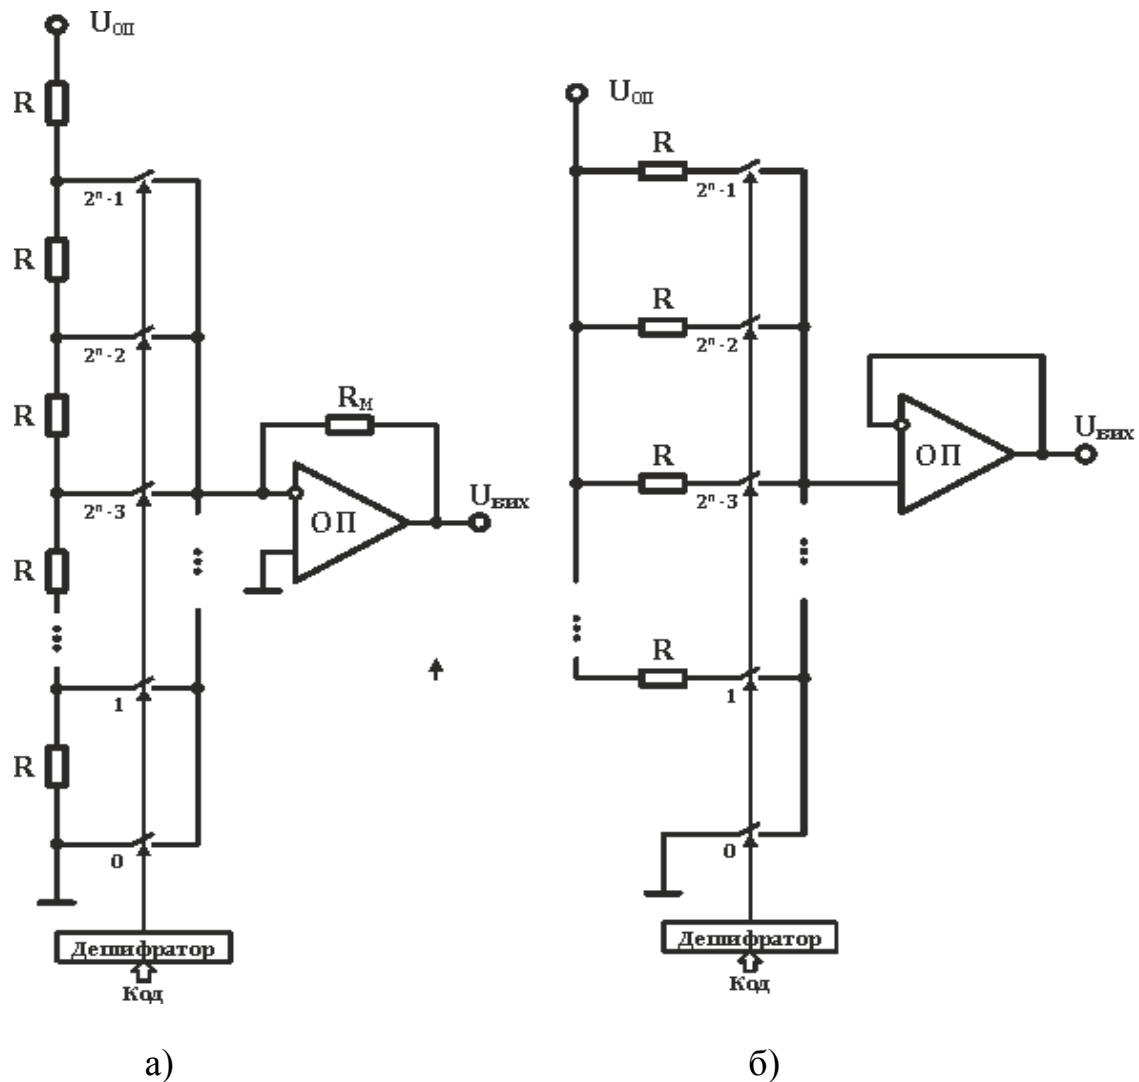 Uоп
R
2ⁿ-1
R
2ⁿ-2
R
Rм
2ⁿ-3
ОП
Uвих
R
1
R
0
Дешифратор
Код
а)
Uоп
R
2ⁿ-1
R
2ⁿ-2
R
2ⁿ-3
ОП
Uвих
R
1
0
Дешифратор
Код
б)